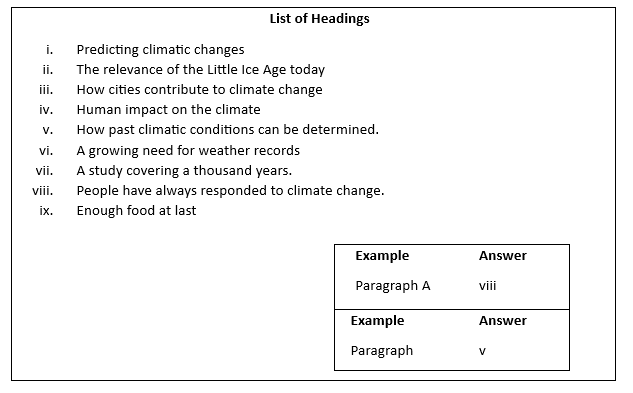 List of Headings
i. Predicting climatic changes
ii. The relevance of the Little Ice Age today
iii. How cities contribute to climate change
iv. Human impact on the climate
v. How past climatic conditions can be determined.
vi. A growing need for weather records
vii. A study covering a thousand years.
viii. People have always responded to climate change.
ix. Enough food at last
Example Answer
Paragraph A viii
Example Answer
Paragraph v